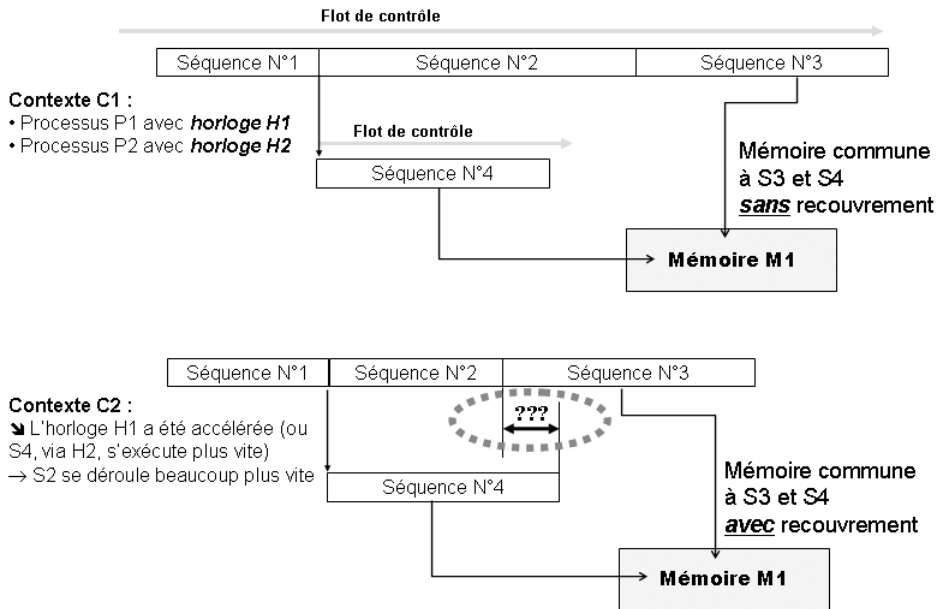 Flot de contrôle
Séquence N°1
Séquence N°2
Séquence N°3
Contexte C1 :
• Processus P1 avec horloge H1
• Processus P2 avec horloge H2
Flot de contrôle
Séquence N°4
Mémoire commune
à S3 et S4
sans recouvrement
Mémoire M1
Séquence N°1
Séquence N°2
Séquence N°3
Contexte C2 :
➘ L'horloge H1 a été accélérée (ou
S4, via H2, s'exécute plus vite)
→ S2 se déroule beaucoup plus vite
???
Séquence N°4
Mémoire commune
à S3 et S4
avec recouvrement
Mémoire M1